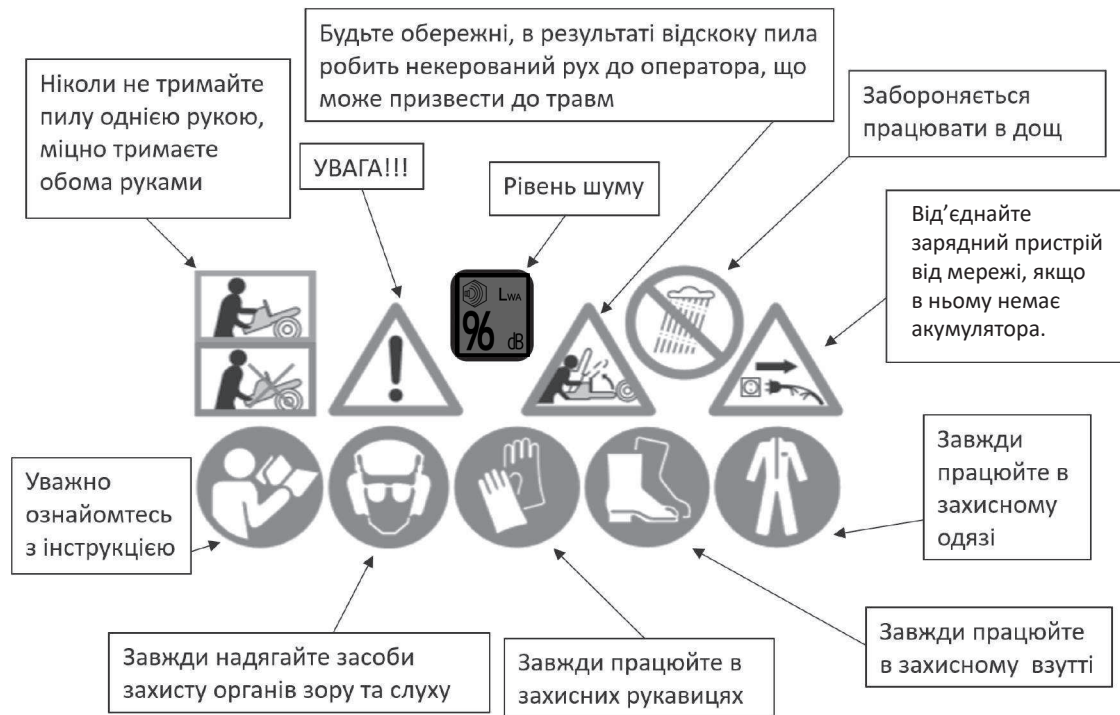 Будьте обережні, в результаті відскоку пила
робить некерований рух до оператора, що
може призвести до травм
Ніколи не тримайте
пилу однією рукою,
міцно тримаєте
обома руками
УВАГА!!!
Рівень шуму
Забороняється
працювати в дощ
Від’єднайте
зарядний пристрій
від мережі, якщо
в ньому немає
акумулятора.
LWA
% dB
Уважно
ознайомтесь
з інструкцією
Завжди
працюйте в
захисному
одязі
Завжди надягайте засоби
захисту органів зору та слуху
Завжди працюйте в
захисних рукавицях
Завжди працюйте
в захисному взутті